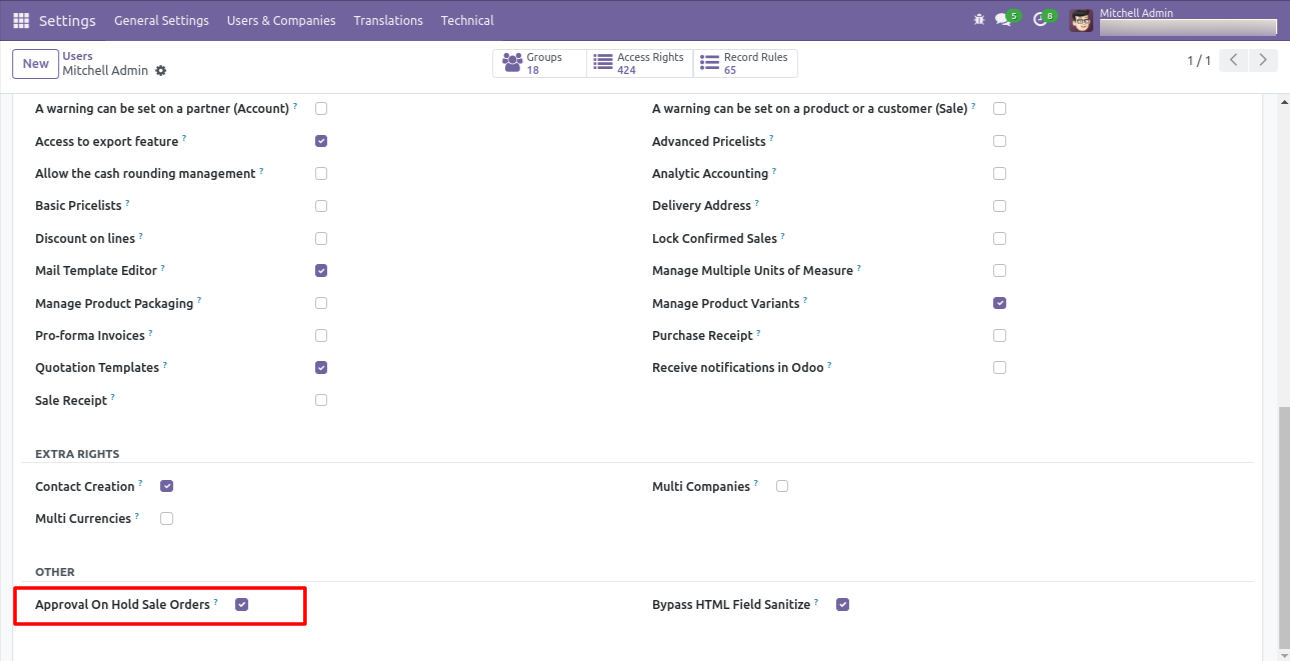 Settings General Settings Users & Companies Translations Technical 5 8 Mitchell Admin
New Users Mitchell Admin Groups 18 Access Rights 424 Record Rules 65 1 / 1
A warning can be set on a partner (Account) ? A warning can be set on a product or a customer (Sale) ?
Access to export feature ? Advanced Pricelists ?
Allow the cash rounding management ? Analytic Accounting ?
Basic Pricelists ? Delivery Address ?
Discount on lines ? Lock Confirmed Sales ?
Mail Template Editor ? Manage Multiple Units of Measure ?
Manage Product Packaging ? Manage Product Variants ?
Pro-forma Invoices ? Purchase Receipt ?
Quotation Templates ? Receive notifications in Odoo ?
Sale Receipt ?
EXTRA RIGHTS
Contact Creation ? Multi Companies ?
Multi Currencies ?
OTHER
Approval On Hold Sale Orders ? Bypass HTML Field Sanitize ?